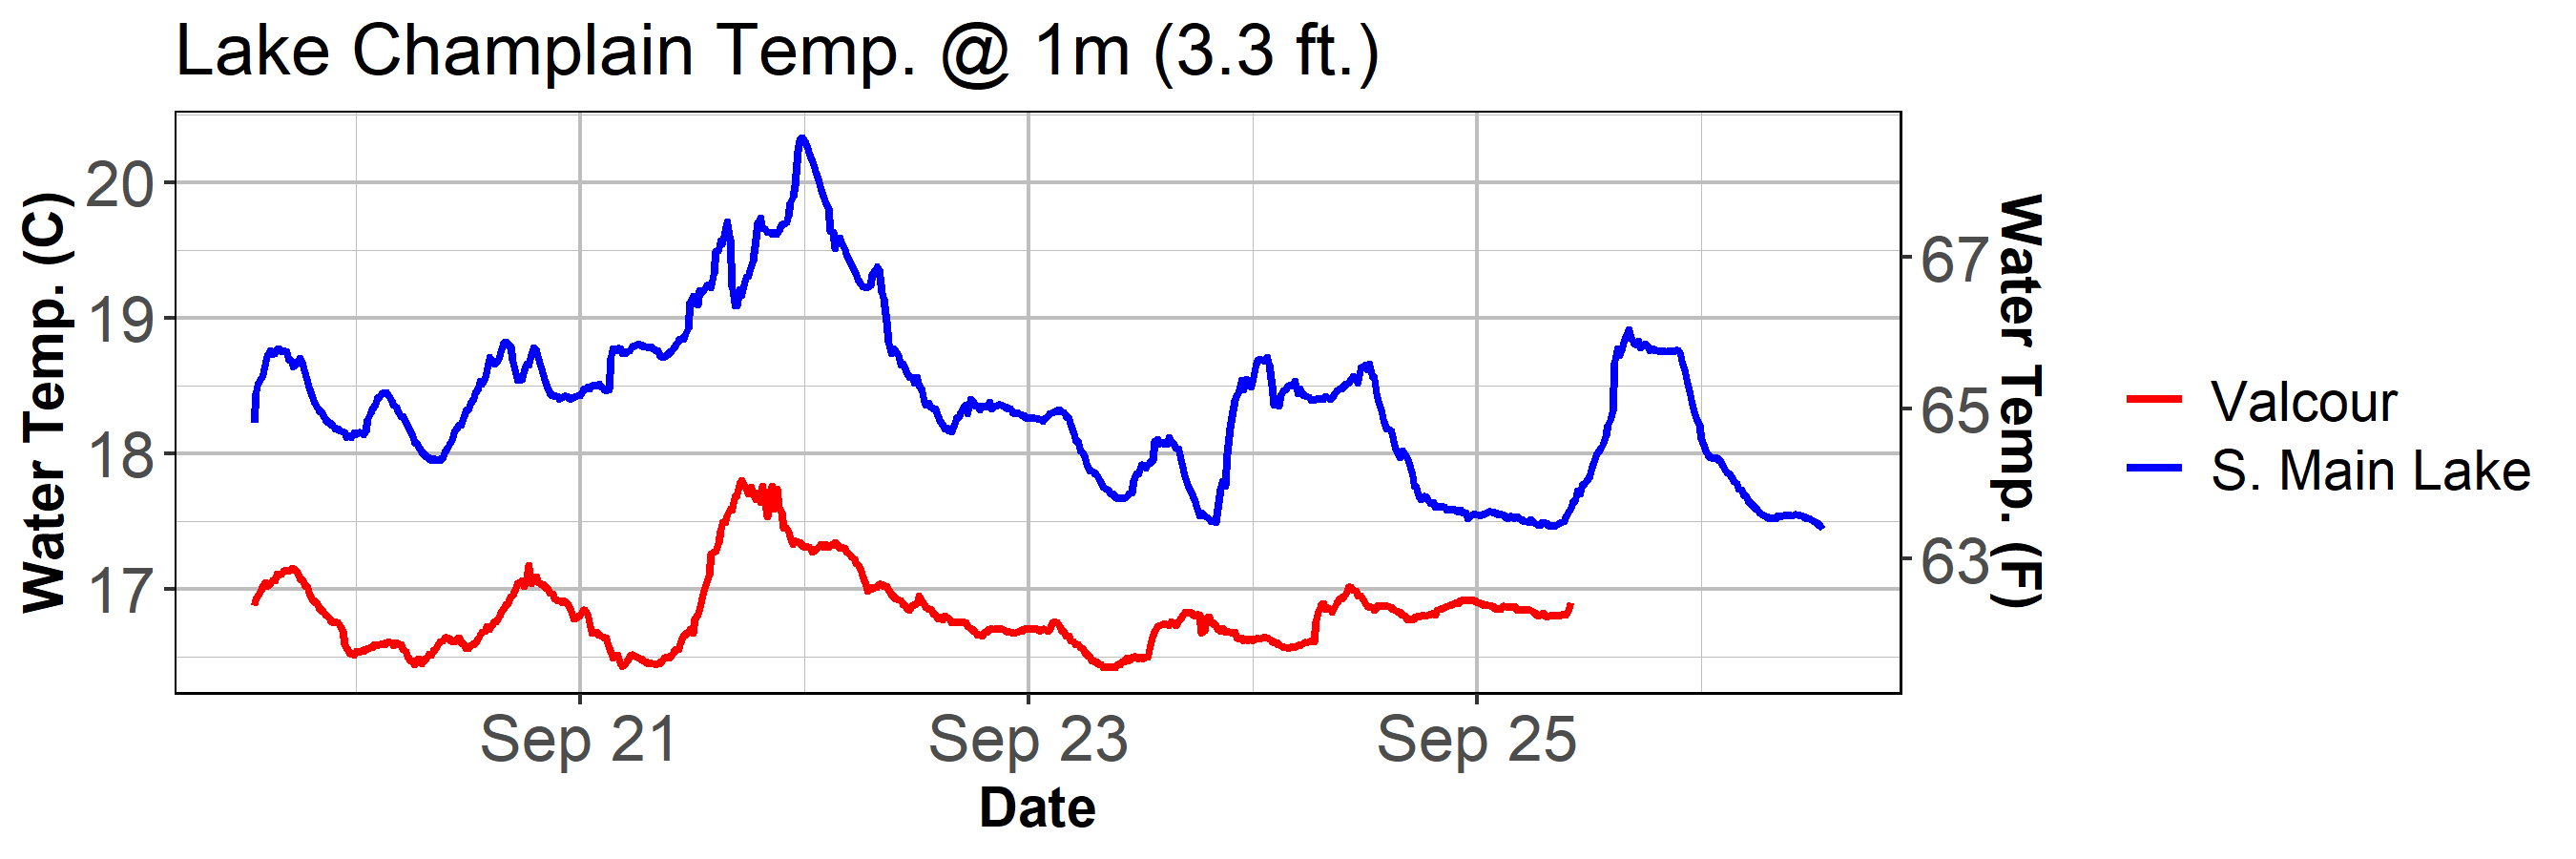 Lake Champlain Temp. @ 1m (3.3 ft.)
Water Temp. (C)
20
19
18
17
67
65
63
Water Temp. (F)
Sep 21
Sep 23
Sep 25
Date
Valcour
S. Main Lake